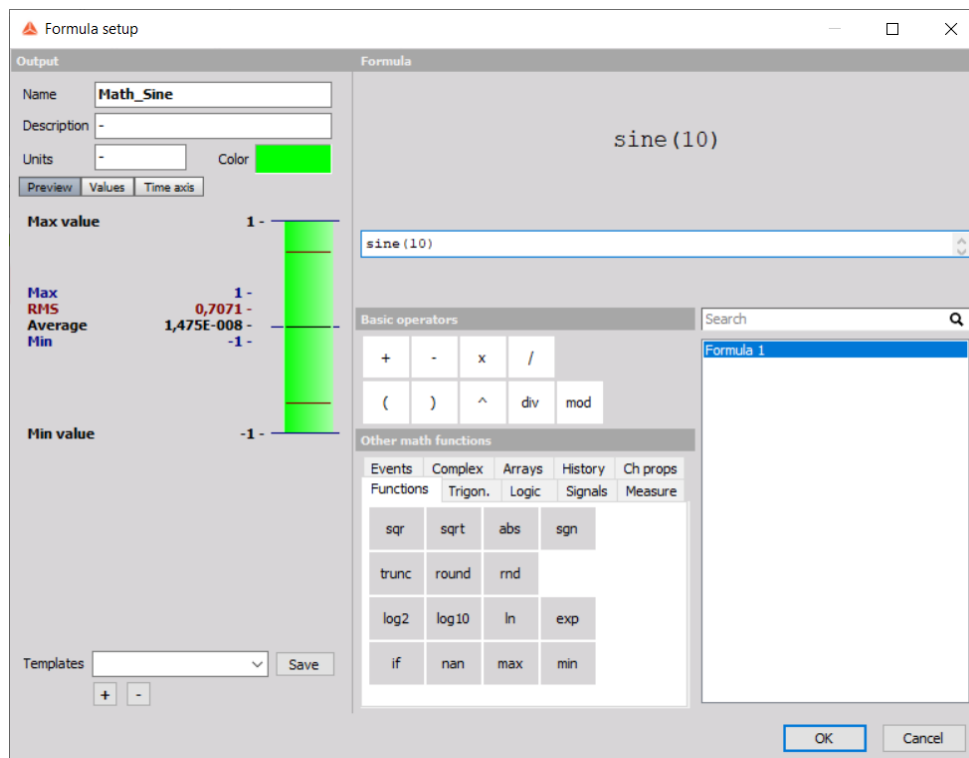 Formula setup
Output
Name Math_Sine
Description -
Units - Color
Preview Values Time axis
Max value 1 -
Max 1 -
RMS 0,7071 -
Average 1,475E-008 -
Min -1 -
Min value -1 -
Templates Save
+ -
Formula
sine(10)
sine(10)
Basic operators
+ - x /
( ) ^ div mod
Other math functions
Events Complex Arrays History Ch props
Functions Trigon. Logic Signals Measure
sqr sqrt abs sgn
trunc round rnd
log2 log10 ln exp
if nan max min
Search
Formula 1
OK Cancel